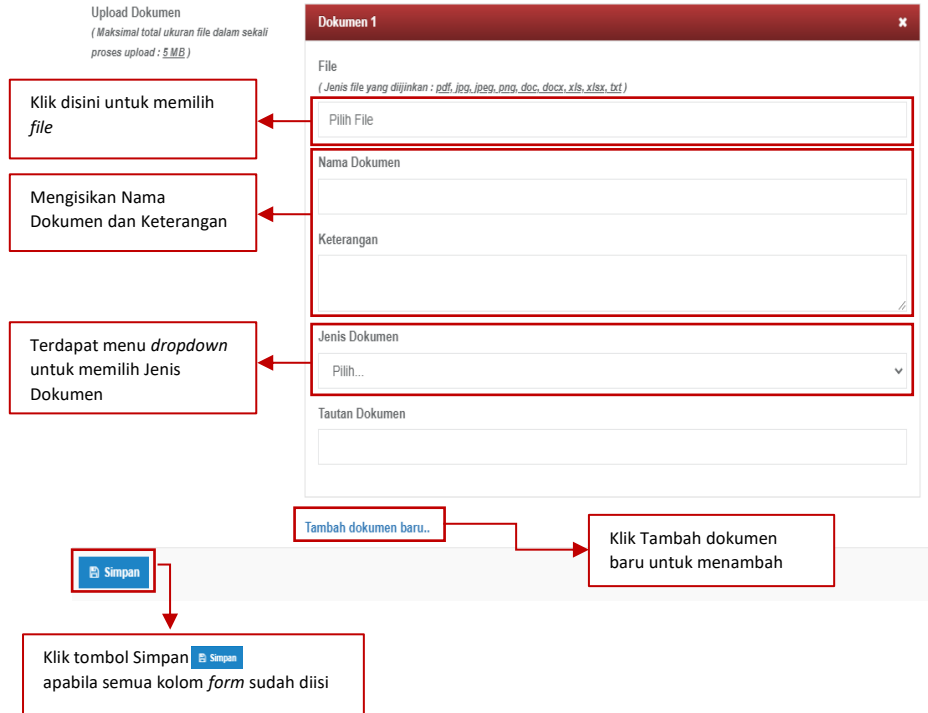 Upload Dokumen
( Maksimal total ukuran file dalam sekali
proses upload : 5 MB )
Dokumen 1
File
( Jenis file yang diijinkan : pdf, jpg, jpeg, png, doc, docx, xls, xlsx, txt )
Klik disini untuk memilih
file
Pilih File
Nama Dokumen
Mengisikan Nama
Dokumen dan Keterangan
Keterangan
Jenis Dokumen
Terdapat menu dropdown
untuk memilih Jenis
Dokumen
Pilih...
Tautan Dokumen
Tambah dokumen baru..
Klik Tambah dokumen
baru untuk menambah
Simpan
Klik tombol Simpan Simpan
apabila semua kolom form sudah diisi